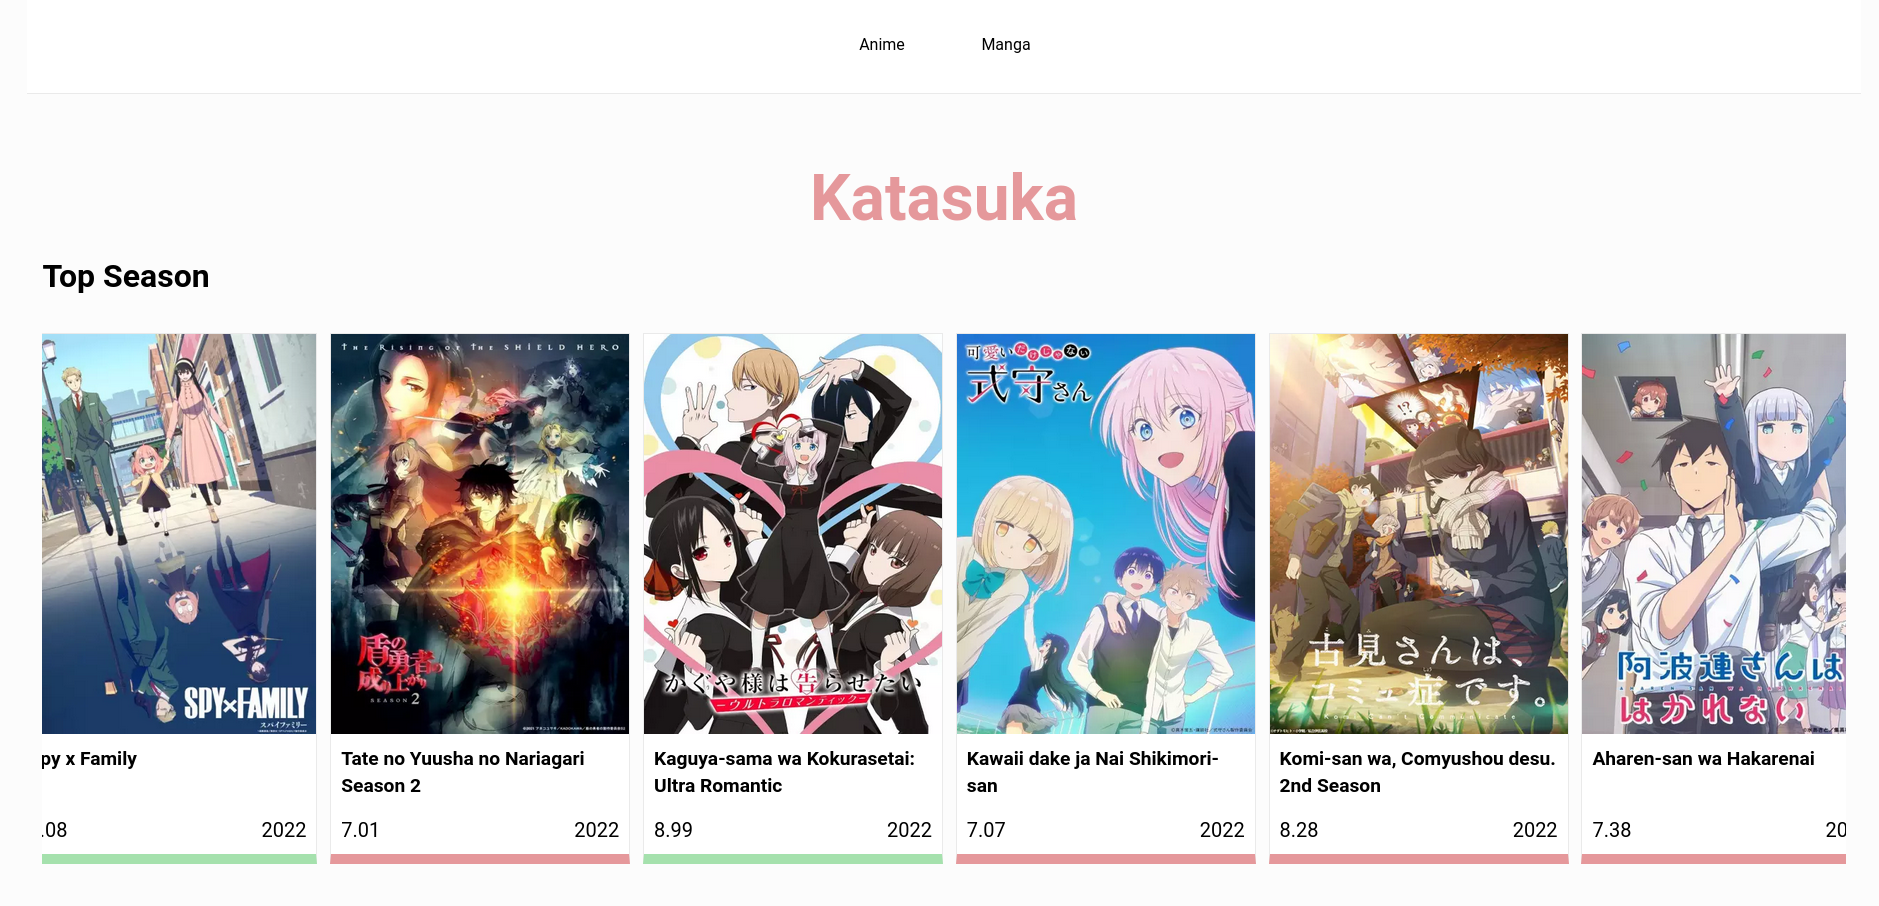 Anime Manga
Katasuka
Top Season
SPY×FAMILY
スパイファミリー
py x Family
.08 2022
THE RISING OF THE SHIELD HERO
盾の勇者の
成り上がり
SEASON 2
Tate no Yuusha no Nariagari
Season 2
7.01 2022
かぐや様は告らせたい
ーウルトラロマンティックー
Kaguya-sama wa Kokurasetai:
Ultra Romantic
8.99 2022
可愛いだけじゃない
式守さん
Kawaii dake ja Nai Shikimori-
san
7.07 2022
!?
古見さんは、
コミュ症です。
Komi Can't Communicate
Komi-san wa, Comyushou desu.
2nd Season
8.28 2022
阿波連さんは
はかれない
Aharen-san wa Hakarenai
7.38 20